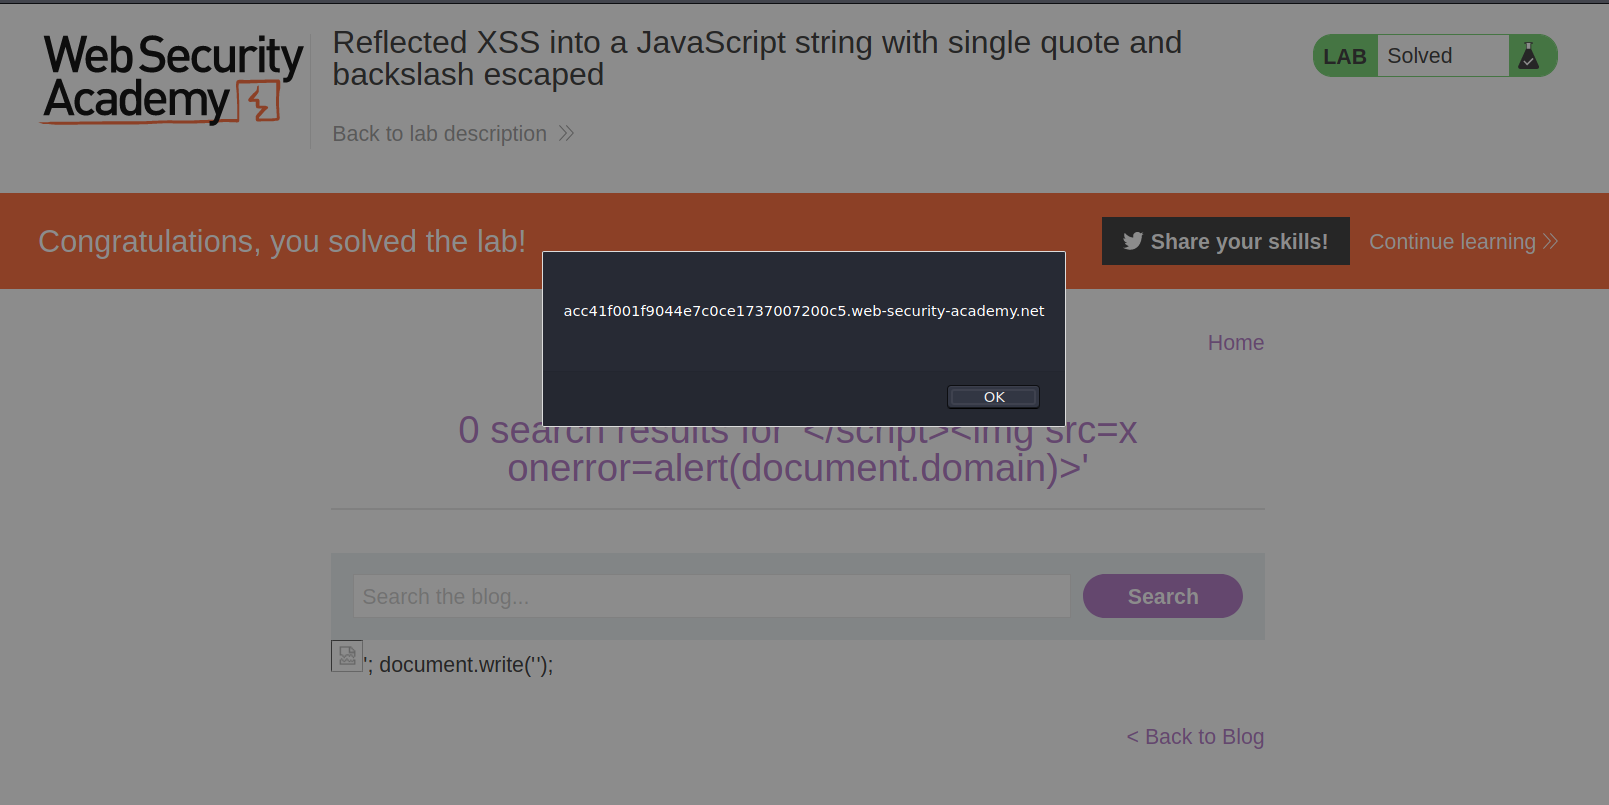 Web Security
Academy
Reflected XSS into a JavaScript string with single quote and
backslash escaped
LAB Solved
Back to lab description
Congratulations, you solved the lab!
Share your skills!
Continue learning
acc41f001f9044e7c0ce1737007200c5.web-security-academy.net
OK
Home
0 search results for '</script><img src=x
onerror=alert(document.domain)>'
Search the blog...
Search
'; document.write('');
< Back to Blog